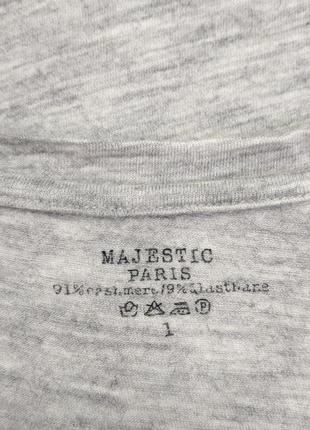 MAJESTIC
PARIS
91%cashmere/9%elasthane
P
1